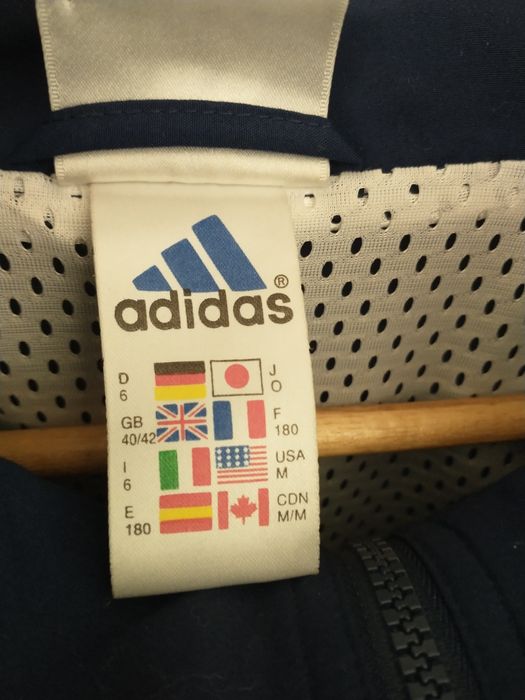 adidas®
D J
6 O
GB F
40/42 180
I USA
6 M
E CDN
180 M/M